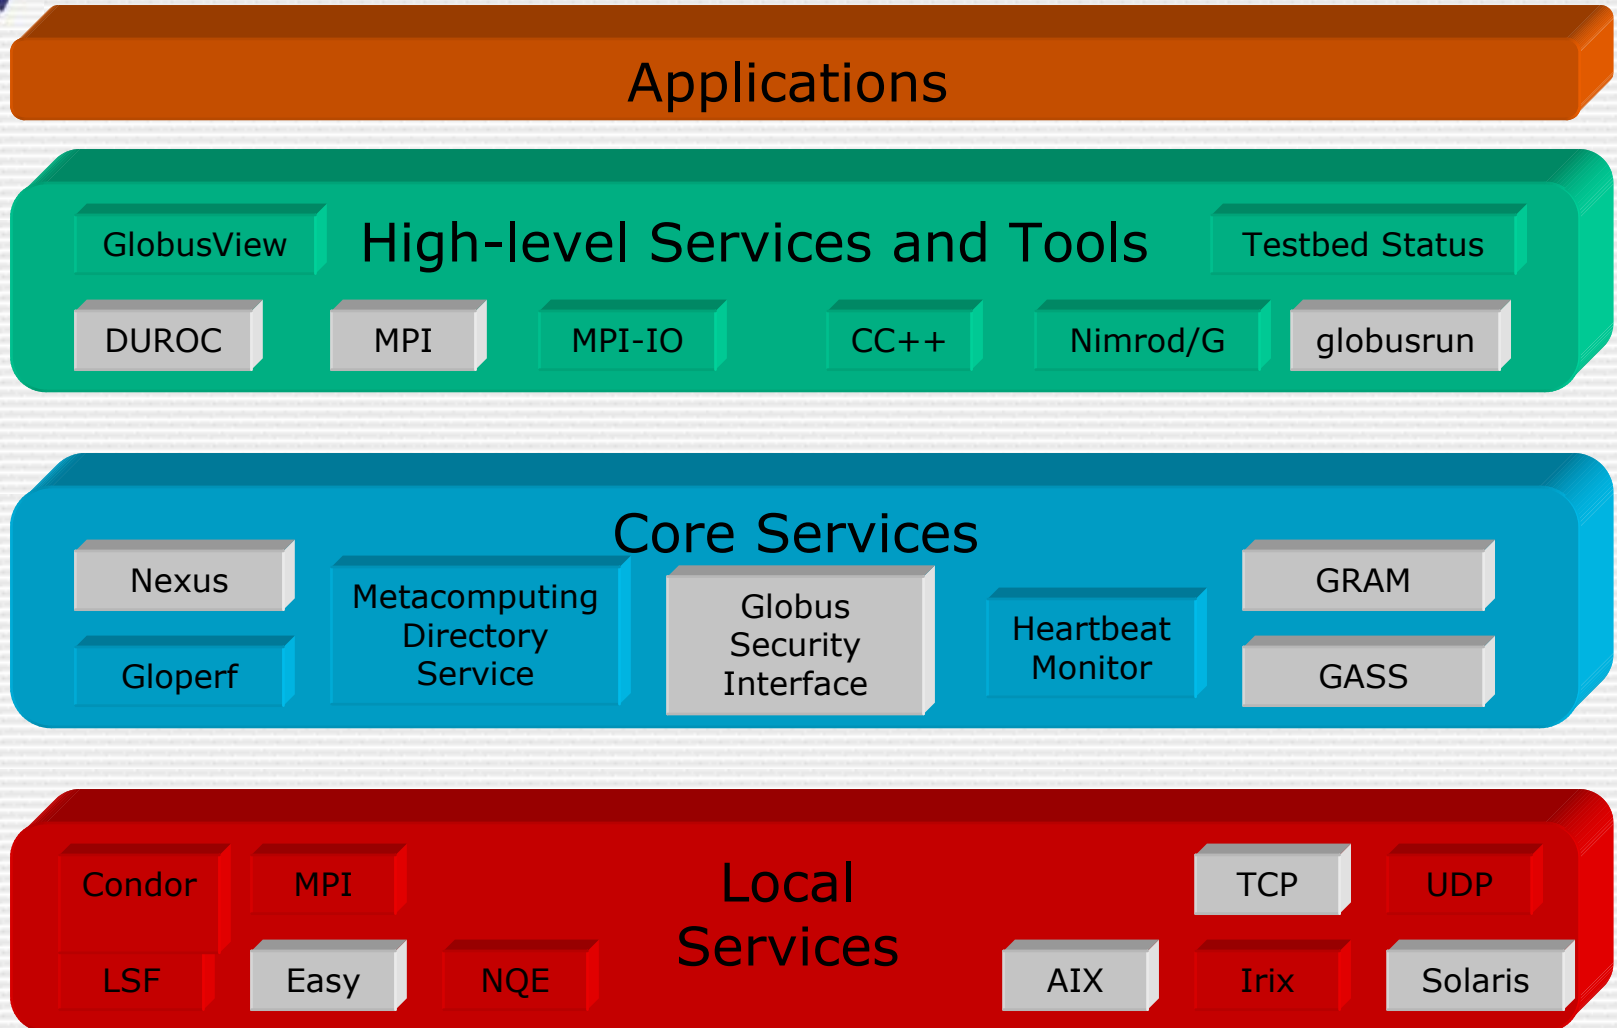 Applications
GlobusView
High-level Services and Tools
Testbed Status
DUROC
MPI
MPI-IO
CC++
Nimrod/G
globusrun
Core Services
Nexus
Gloperf
Metacomputing
Directory
Service
Globus
Security
Interface
Heartbeat
Monitor
GRAM
GASS
Local
Services
Condor
MPI
TCP
UDP
LSF
Easy
NQE
AIX
Irix
Solaris